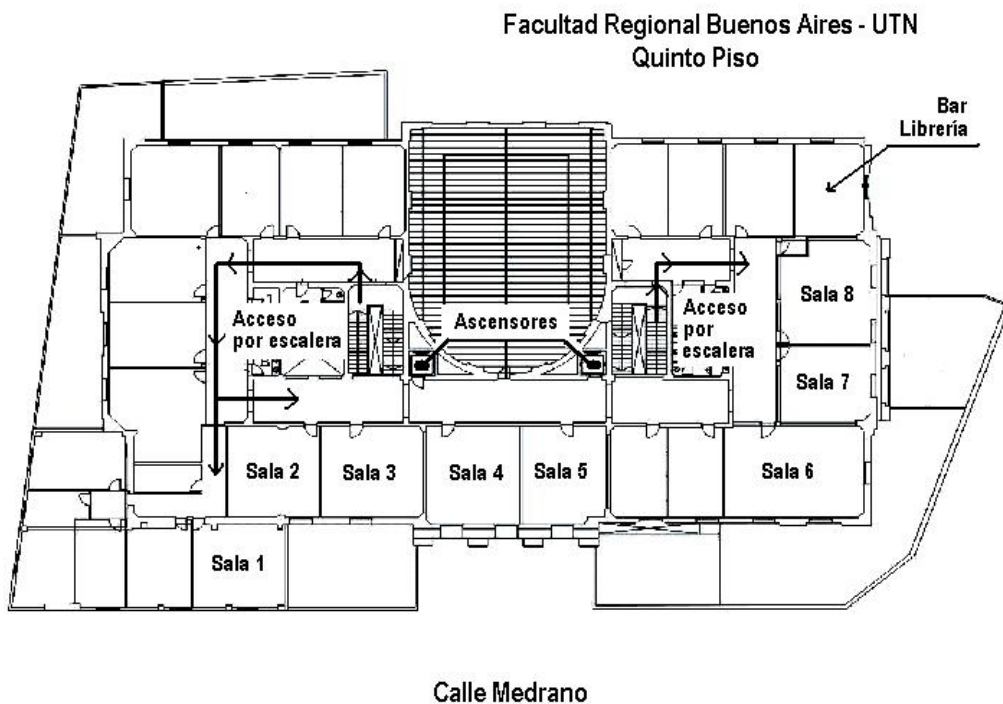 Facultad Regional Buenos Aires - UTN
Quinto Piso
Bar
Librería
Acceso
por escalera
Ascensores
Acceso
por
escalera
Sala 8
Sala 7
Sala 2
Sala 3
Sala 4
Sala 5
Sala 6
Sala 1
Calle Medrano